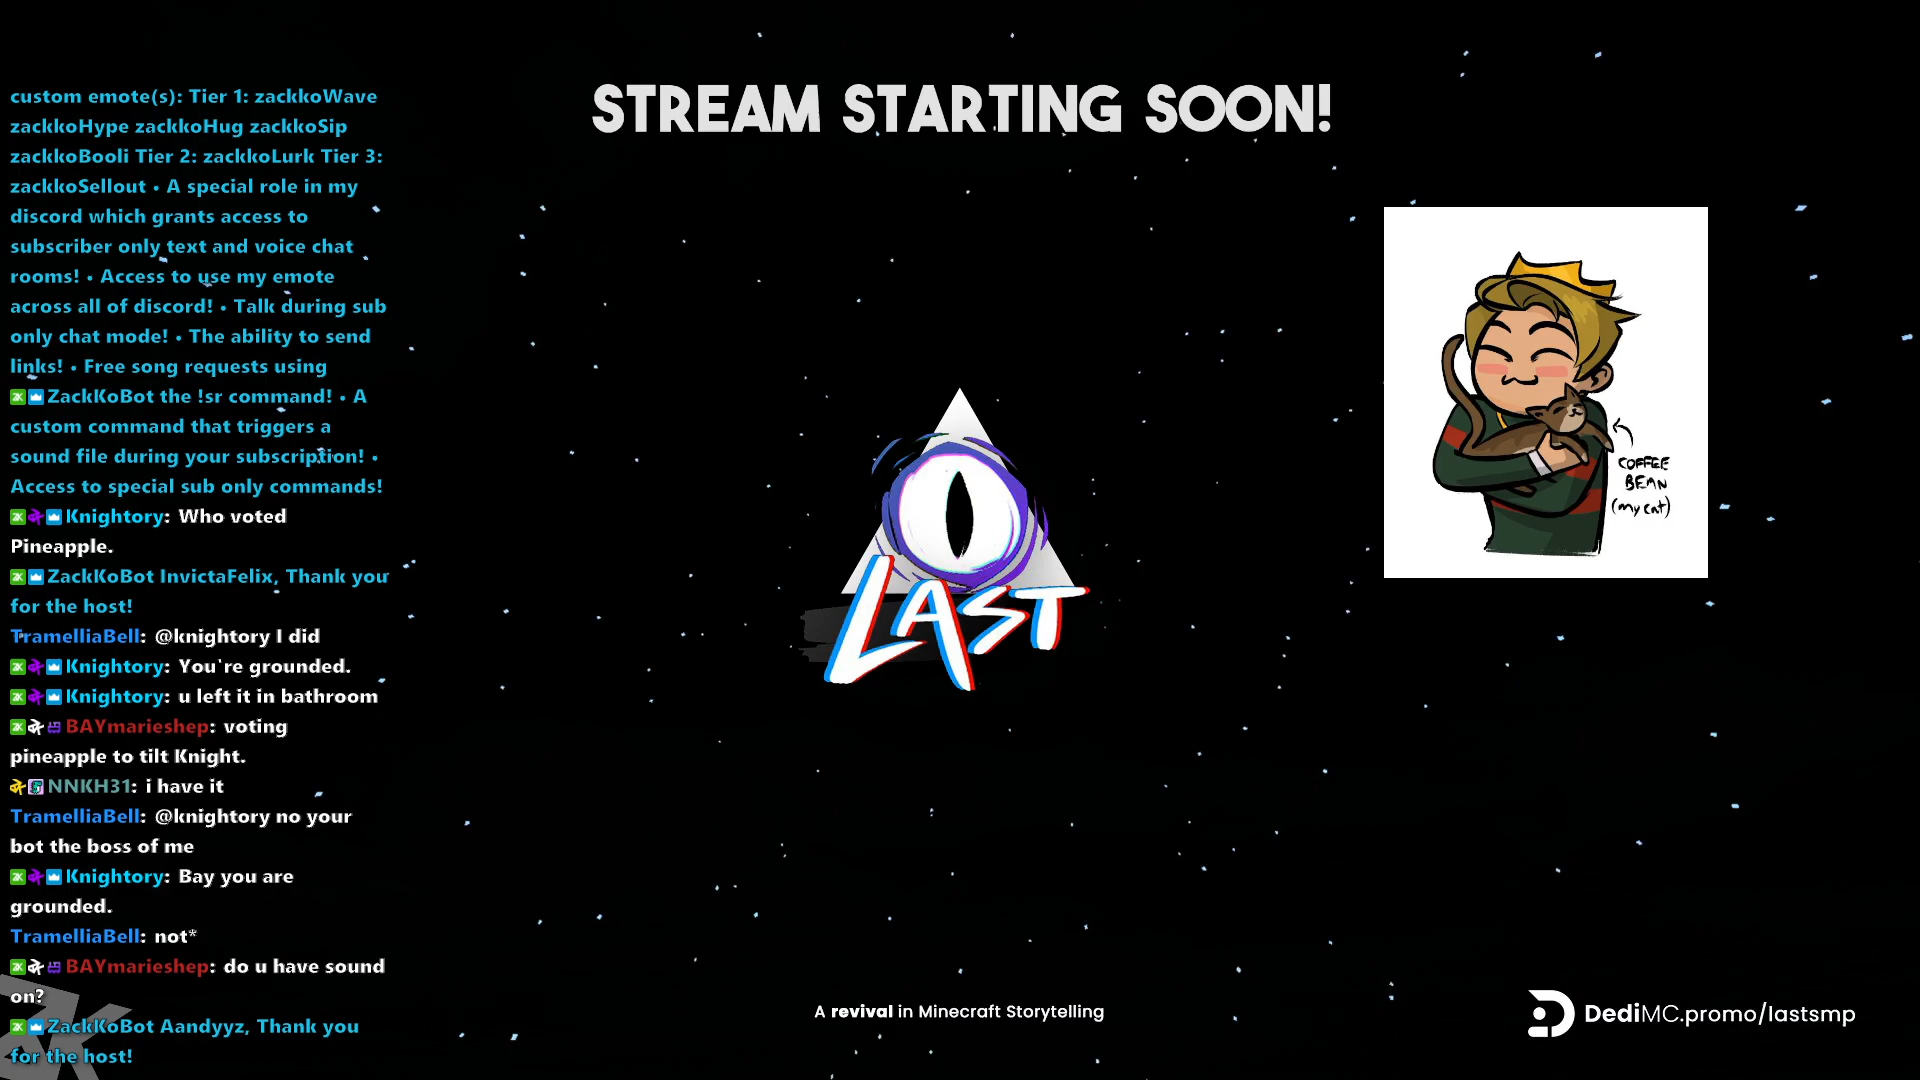 STREAM STARTING SOON!
custom emote(s): Tier 1: zackkoWave
zackkoHype zackkoHug zackkoSip
zackkoBooli Tier 2: zackkoLurk Tier 3:
zackkoSellout • A special role in my
discord which grants access to
subscriber only text and voice chat
rooms! • Access to use my emote
across all of discord! • Talk during sub
only chat mode! • The ability to send
links! • Free song requests using
ZackKoBot the !sr command! • A
custom command that triggers a
sound file during your subscription! •
Access to special sub only commands!
Knightory: Who voted
Pineapple.
ZackKoBot InvictaFelix, Thank you
for the host!
TramelliaBell: @knightory I did
Knightory: You're grounded.
Knightory: u left it in bathroom
BAYmarieshep: voting
pineapple to tilt Knight.
NNKH31: i have it
TramelliaBell: @knightory no your
bot the boss of me
Knightory: Bay you are
grounded.
TramelliaBell: not*
BAYmarieshep: do u have sound
on?
ZackKoBot Aandyyz, Thank you
for the host!
LAST
COFFEE
BEAN
(my cat)
A revival in Minecraft Storytelling
DediMC.promo/lastsmp